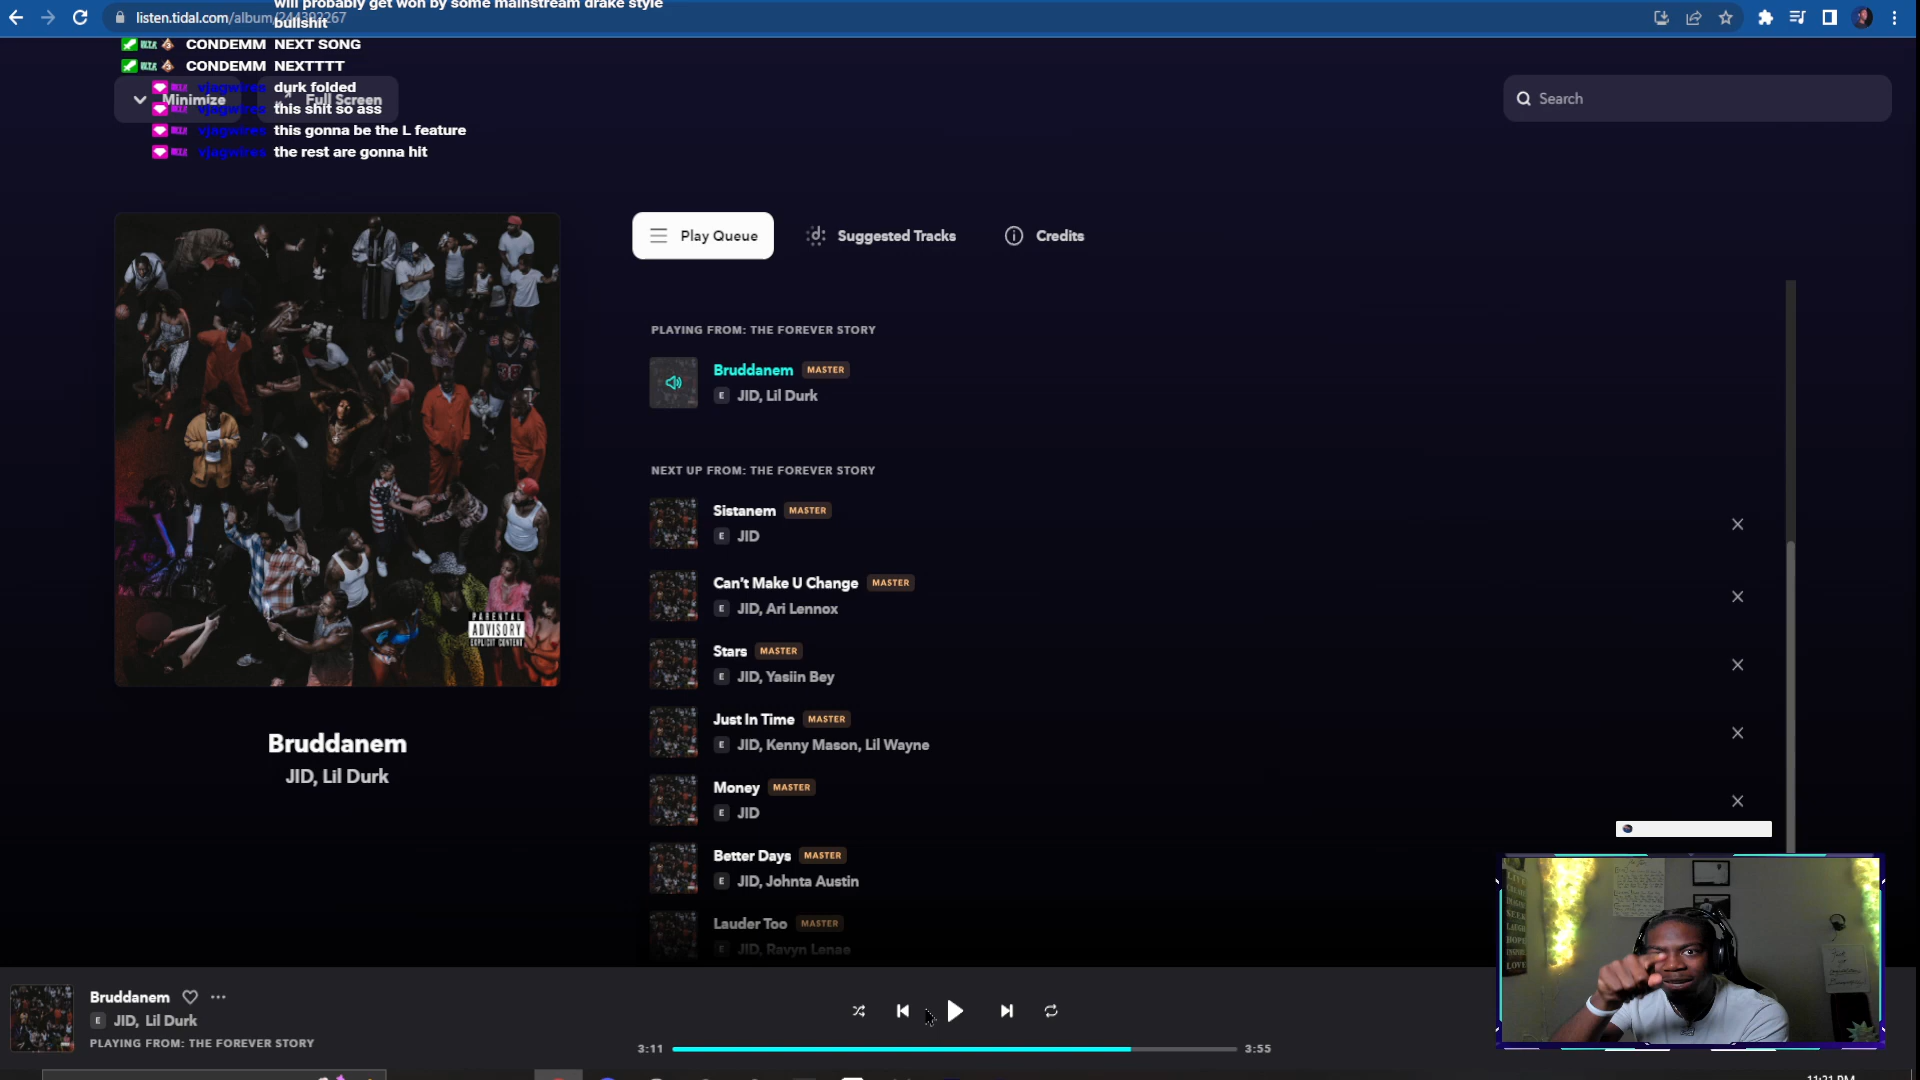 will probably get won by some mainstream drake style
listen.tidal.com/album/244392267
bullshit
CONDEMM NEXT SONG
CONDEMM NEXTTTT
vjagwires durk folded
Minimize
Full Screen
vjagwires this shit so ass
Search
vjagwires this gonna be the L feature
vjagwires the rest are gonna hit
Play Queue
Suggested Tracks
Credits
PLAYING FROM: THE FOREVER STORY
Bruddanem MASTER
E JID, Lil Durk
NEXT UP FROM: THE FOREVER STORY
Sistanem MASTER
E JID
Can't Make U Change MASTER
E JID, Ari Lennox
Stars MASTER
E JID, Yasiin Bey
Just In Time MASTER
E JID, Kenny Mason, Lil Wayne
Money MASTER
E JID
Better Days MASTER
E JID, Johnta Austin
Lauder Too MASTER
E JID, Ravyn Lenae
PARENTAL
ADVISORY
EXPLICIT CONTENT
Bruddanem
JID, Lil Durk
Bruddanem
E JID, Lil Durk
PLAYING FROM: THE FOREVER STORY
3:11
3:55